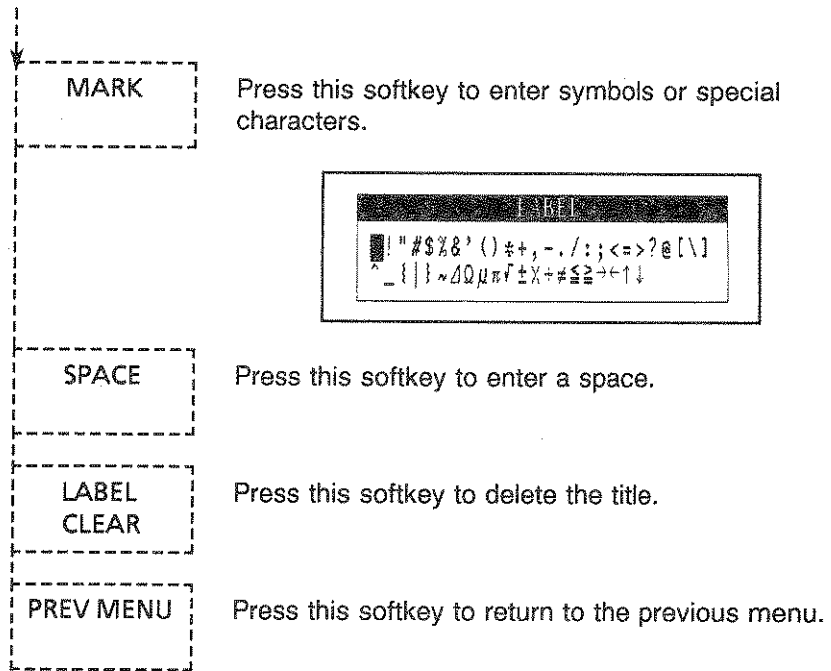 MARK
Press this softkey to enter symbols or special
characters.
LABEL
!"#$%&'()*+,-./:;<=>?@[\]
^_{|}~ΔΩμπ√±×÷≠≦≧→←↑↓
SPACE
Press this softkey to enter a space.
LABEL
CLEAR
Press this softkey to delete the title.
PREV MENU
Press this softkey to return to the previous menu.